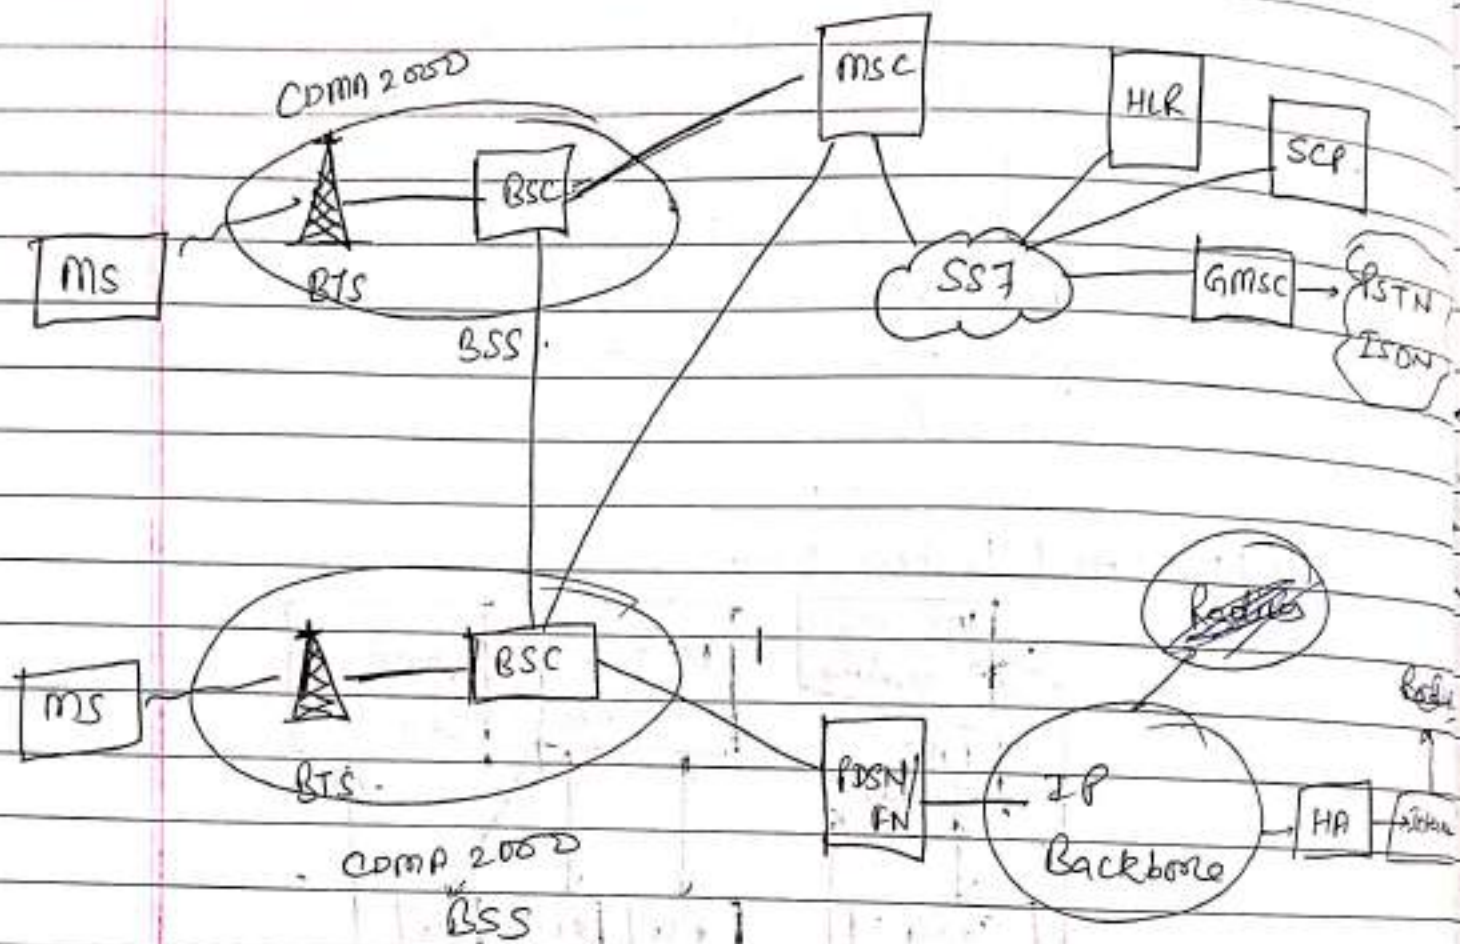 CDMA 2000
MSC
HLR
SCP
BSC
MS
BTS
SS7
GMSC
PSTN
ISDN
BSS
BSC
MS
BTS
PDSN/
FN
IP
Backbone
HA
CDMA 2000
BSS